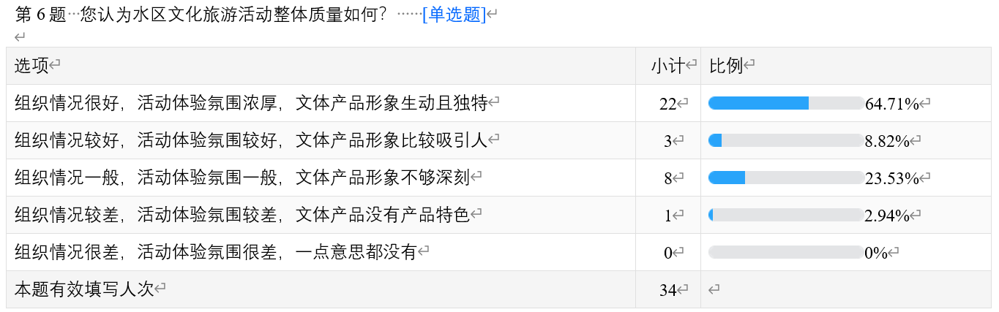 第 6 题 您认为水区文化旅游活动整体质量如何? [单选题]
选项 小计 比例
组织情况很好，活动体验氛围浓厚，文体产品形象生动且独特 22 64.71%
组织情况较好，活动体验氛围较好，文体产品形象比较吸引人 3 8.82%
组织情况一般，活动体验氛围一般，文体产品形象不够深刻 8 23.53%
组织情况较差，活动体验氛围较差，文体产品没有产品特色 1 2.94%
组织情况很差，活动体验氛围很差，一点意思都没有 0 0%
本题有效填写人次 34